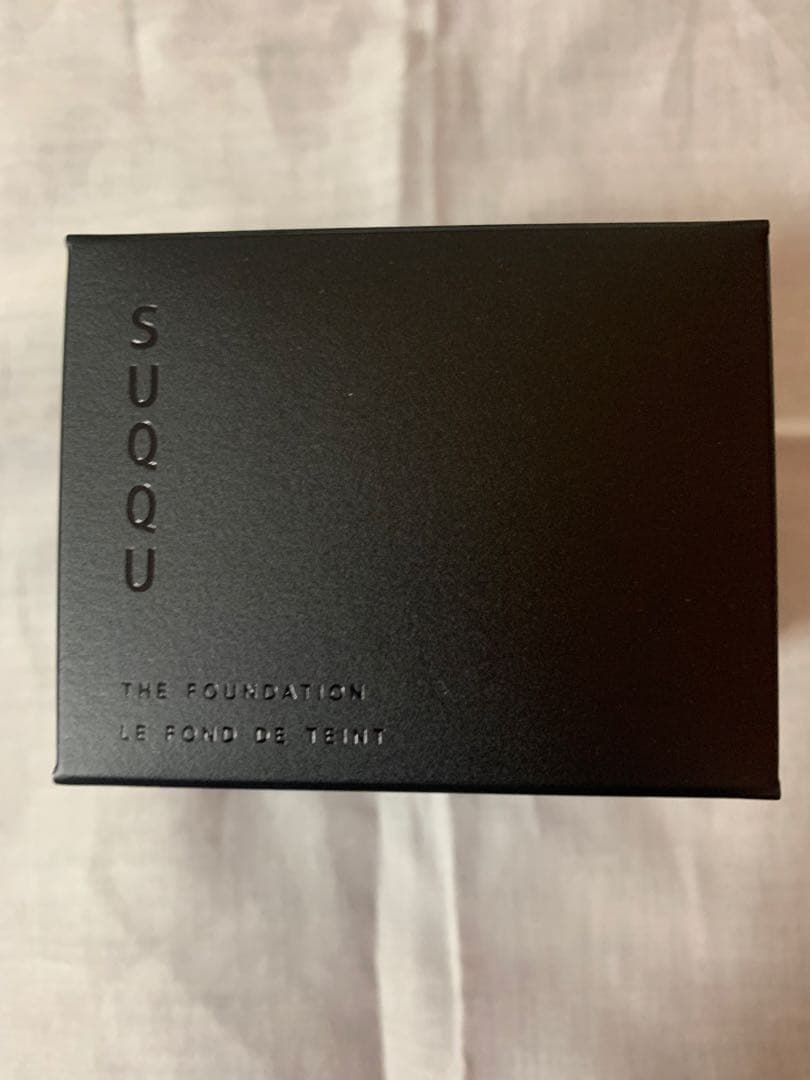 SUQQU
THE FOUNDATION
LE FOND DE TEINT